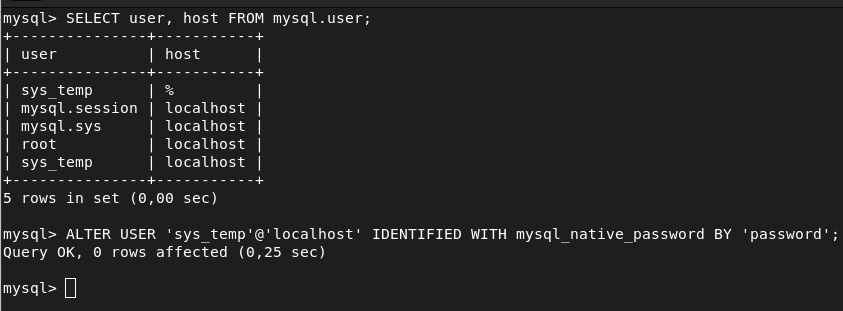 mysql> SELECT user, host FROM mysql.user;
+---------------+-----------+
| user          | host      |
+---------------+-----------+
| sys_temp      | %         |
| mysql.session | localhost |
| mysql.sys     | localhost |
| root          | localhost |
| sys_temp      | localhost |
+---------------+-----------+
5 rows in set (0,00 sec)
mysql> ALTER USER 'sys_temp'@'localhost' IDENTIFIED WITH mysql_native_password BY 'password';
Query OK, 0 rows affected (0,25 sec)
mysql>